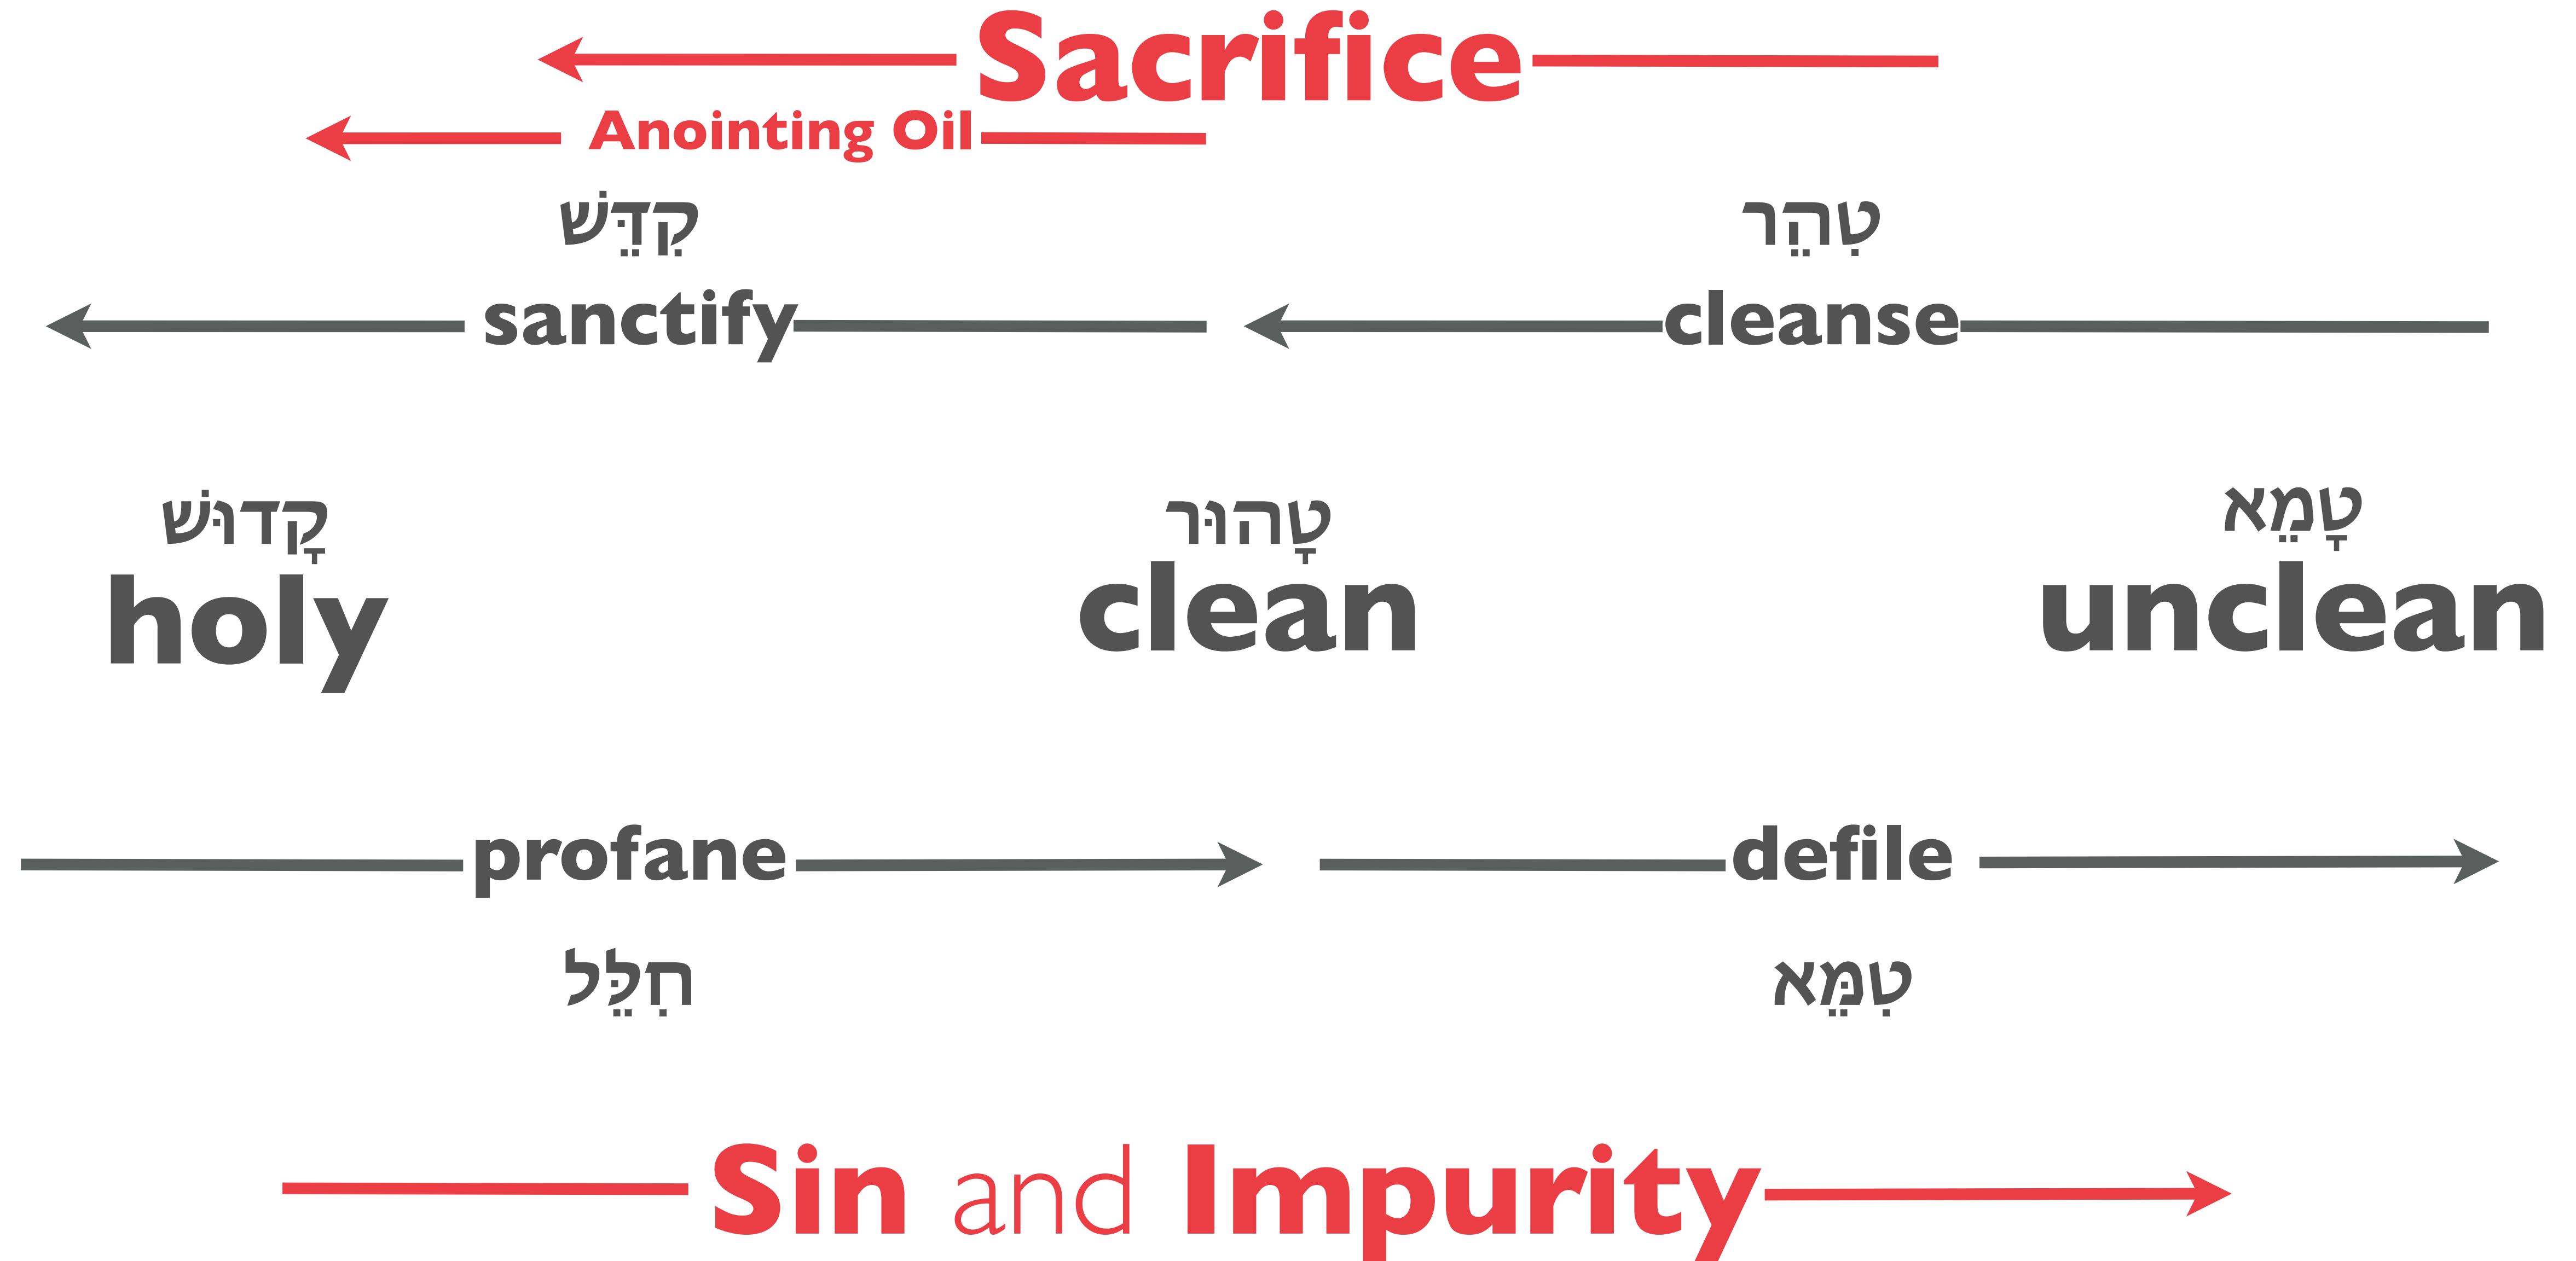 Sacrifice
Anointing Oil
קִדֵּשׁ
טִהֵר
sanctify
cleanse
קָדוּשׁ
טָהוּר
טָמֵא
holy
clean
unclean
profane
defile
חִלֵּל
טִמֵּא
Sin and Impurity